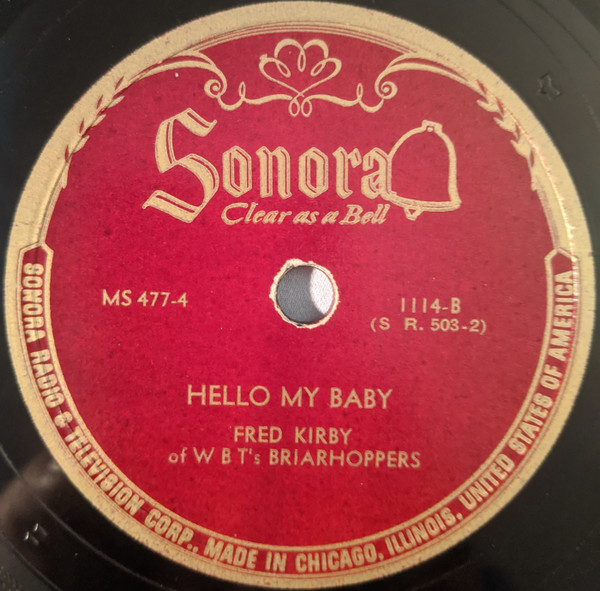 Sonora
Clear as a Bell
MS 477-4
1114-B
(S R. 503-2)
HELLO MY BABY
FRED KIRBY
of W B T's BRIARHOPPERS
SONORA RADIO & TELEVISION CORP., MADE IN CHICAGO, ILLINOIS, UNITED STATES OF AMERICA